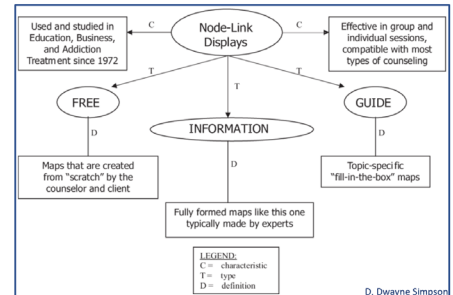 Used and studied in
Education, Business,
and Addiction
Treatment since 1972
C
Node-Link
Displays
C
Effective in group and
individual sessions,
compatible with most
types of counseling
T
T
T
FREE
INFORMATION
GUIDE
D
D
D
Maps that are created
from "scratch" by the
counselor and client
Fully formed maps like this one
typically made by experts
Topic-specific
"fill-in-the box" maps
LEGEND:
C = characteristic
T = type
D = definition
D. Dwayne Simpson